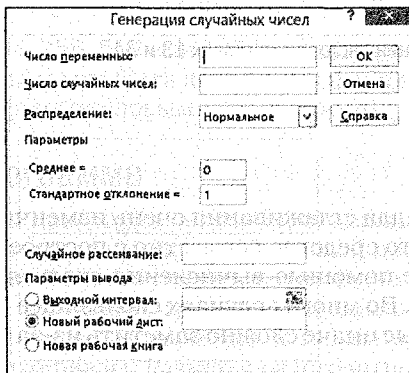 Генерация случайных чисел ?
Число переменных:
OK
Число случайных чисел:
Отмена
Распределение: Нормальное
Справка
Параметры
Среднее = 0
Стандартное отклонение = 1
Случайное рассеивание:
Параметры вывода
Выходной интервал:
Новый рабочий лист:
Новая рабочая книга